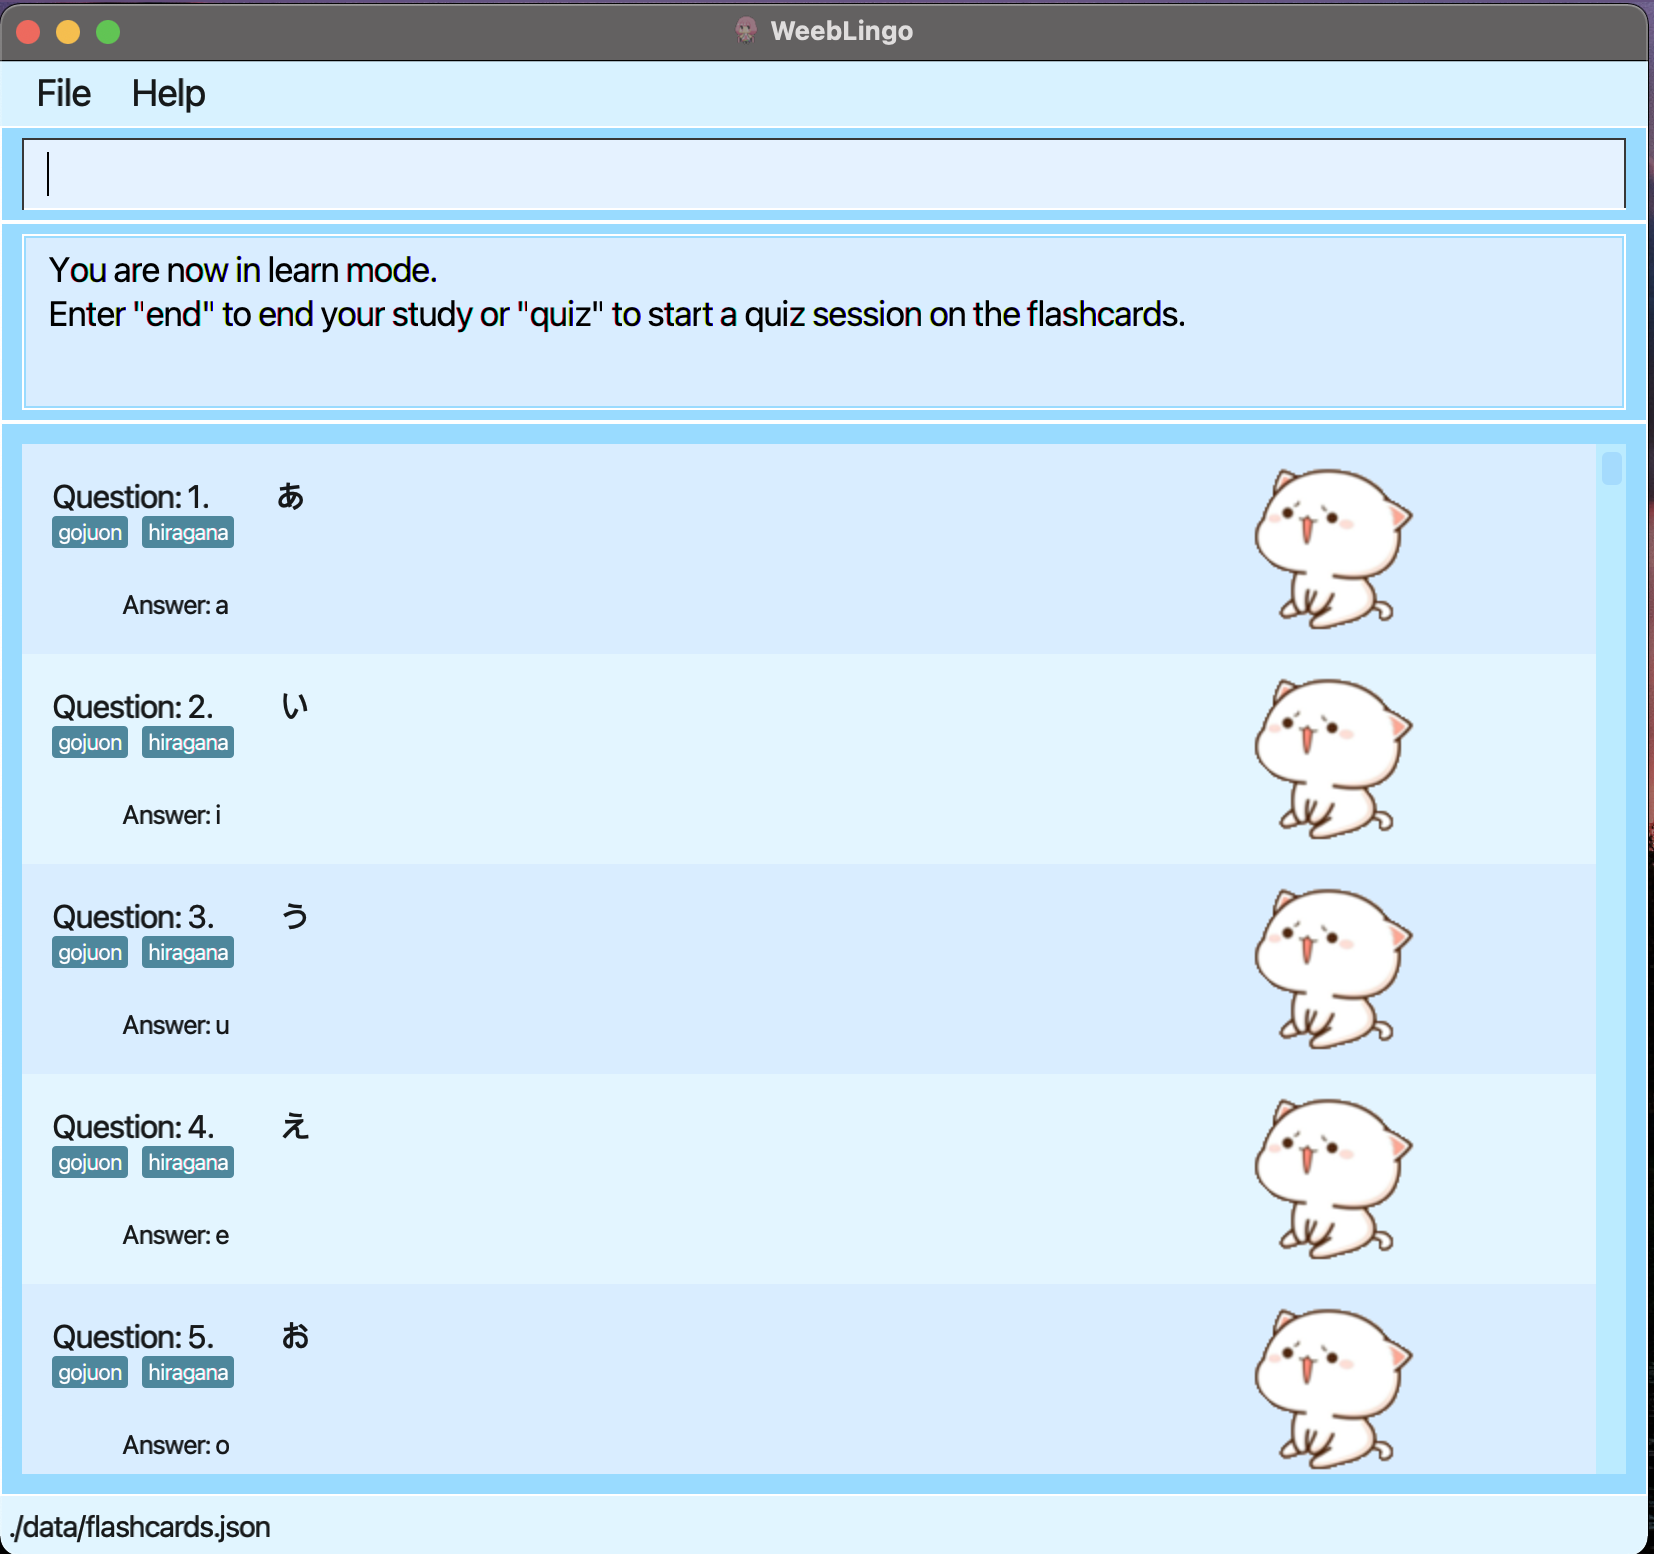 WeebLingo
File Help
You are now in learn mode.
Enter "end" to end your study or "quiz" to start a quiz session on the flashcards.
Question: 1. あ
gojuon hiragana
Answer: a
Question: 2. い
gojuon hiragana
Answer: i
Question: 3. う
gojuon hiragana
Answer: u
Question: 4. え
gojuon hiragana
Answer: e
Question: 5. お
gojuon hiragana
Answer: o
./data/flashcards.json